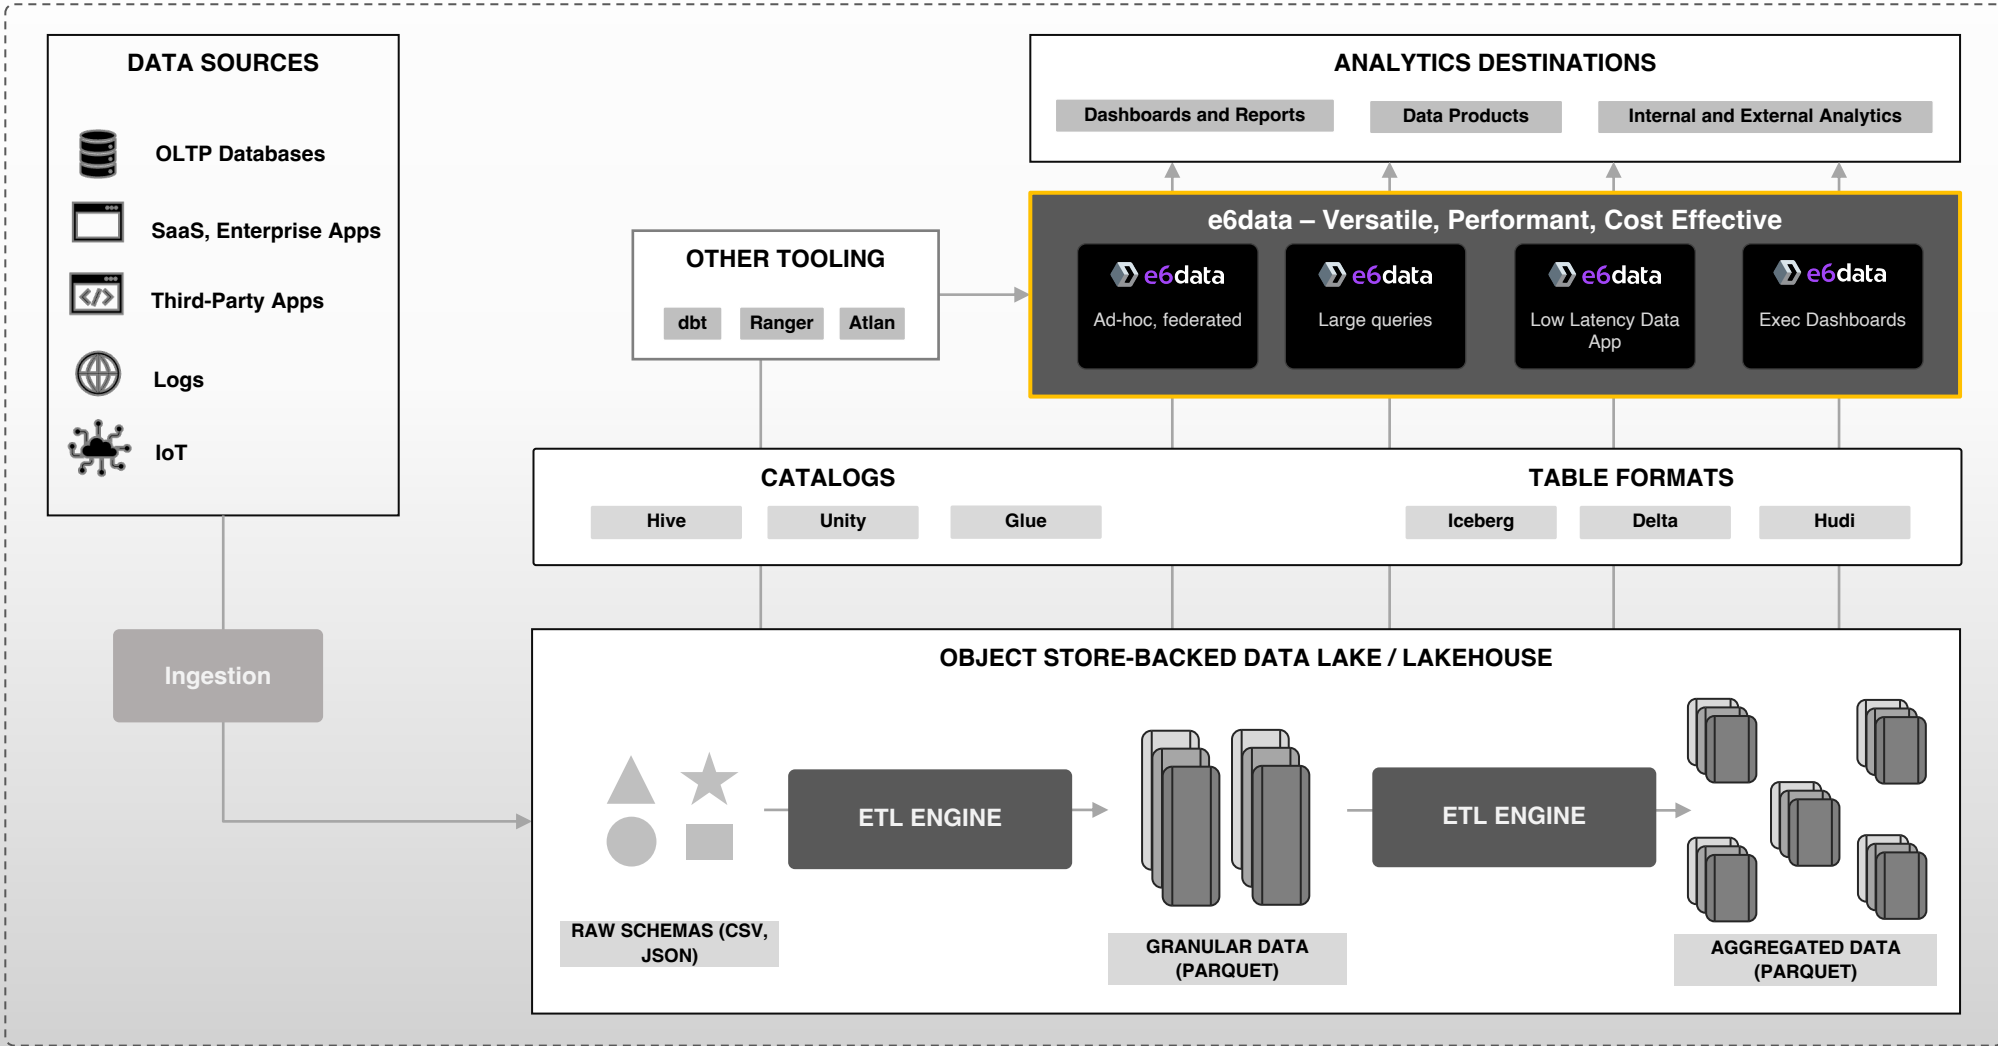 DATA SOURCES
OLTP Databases
SaaS, Enterprise Apps
Third-Party Apps
Logs
IoT
Ingestion
ANALYTICS DESTINATIONS
Dashboards and Reports
Data Products
Internal and External Analytics
e6data – Versatile, Performant, Cost Effective
e6data
Ad-hoc, federated
e6data
Large queries
e6data
Low Latency Data
App
e6data
Exec Dashboards
OTHER TOOLING
dbt
Ranger
Atlan
CATALOGS
Hive
Unity
Glue
TABLE FORMATS
Iceberg
Delta
Hudi
OBJECT STORE-BACKED DATA LAKE / LAKEHOUSE
RAW SCHEMAS (CSV,
JSON)
ETL ENGINE
GRANULAR DATA
(PARQUET)
ETL ENGINE
AGGREGATED DATA
(PARQUET)